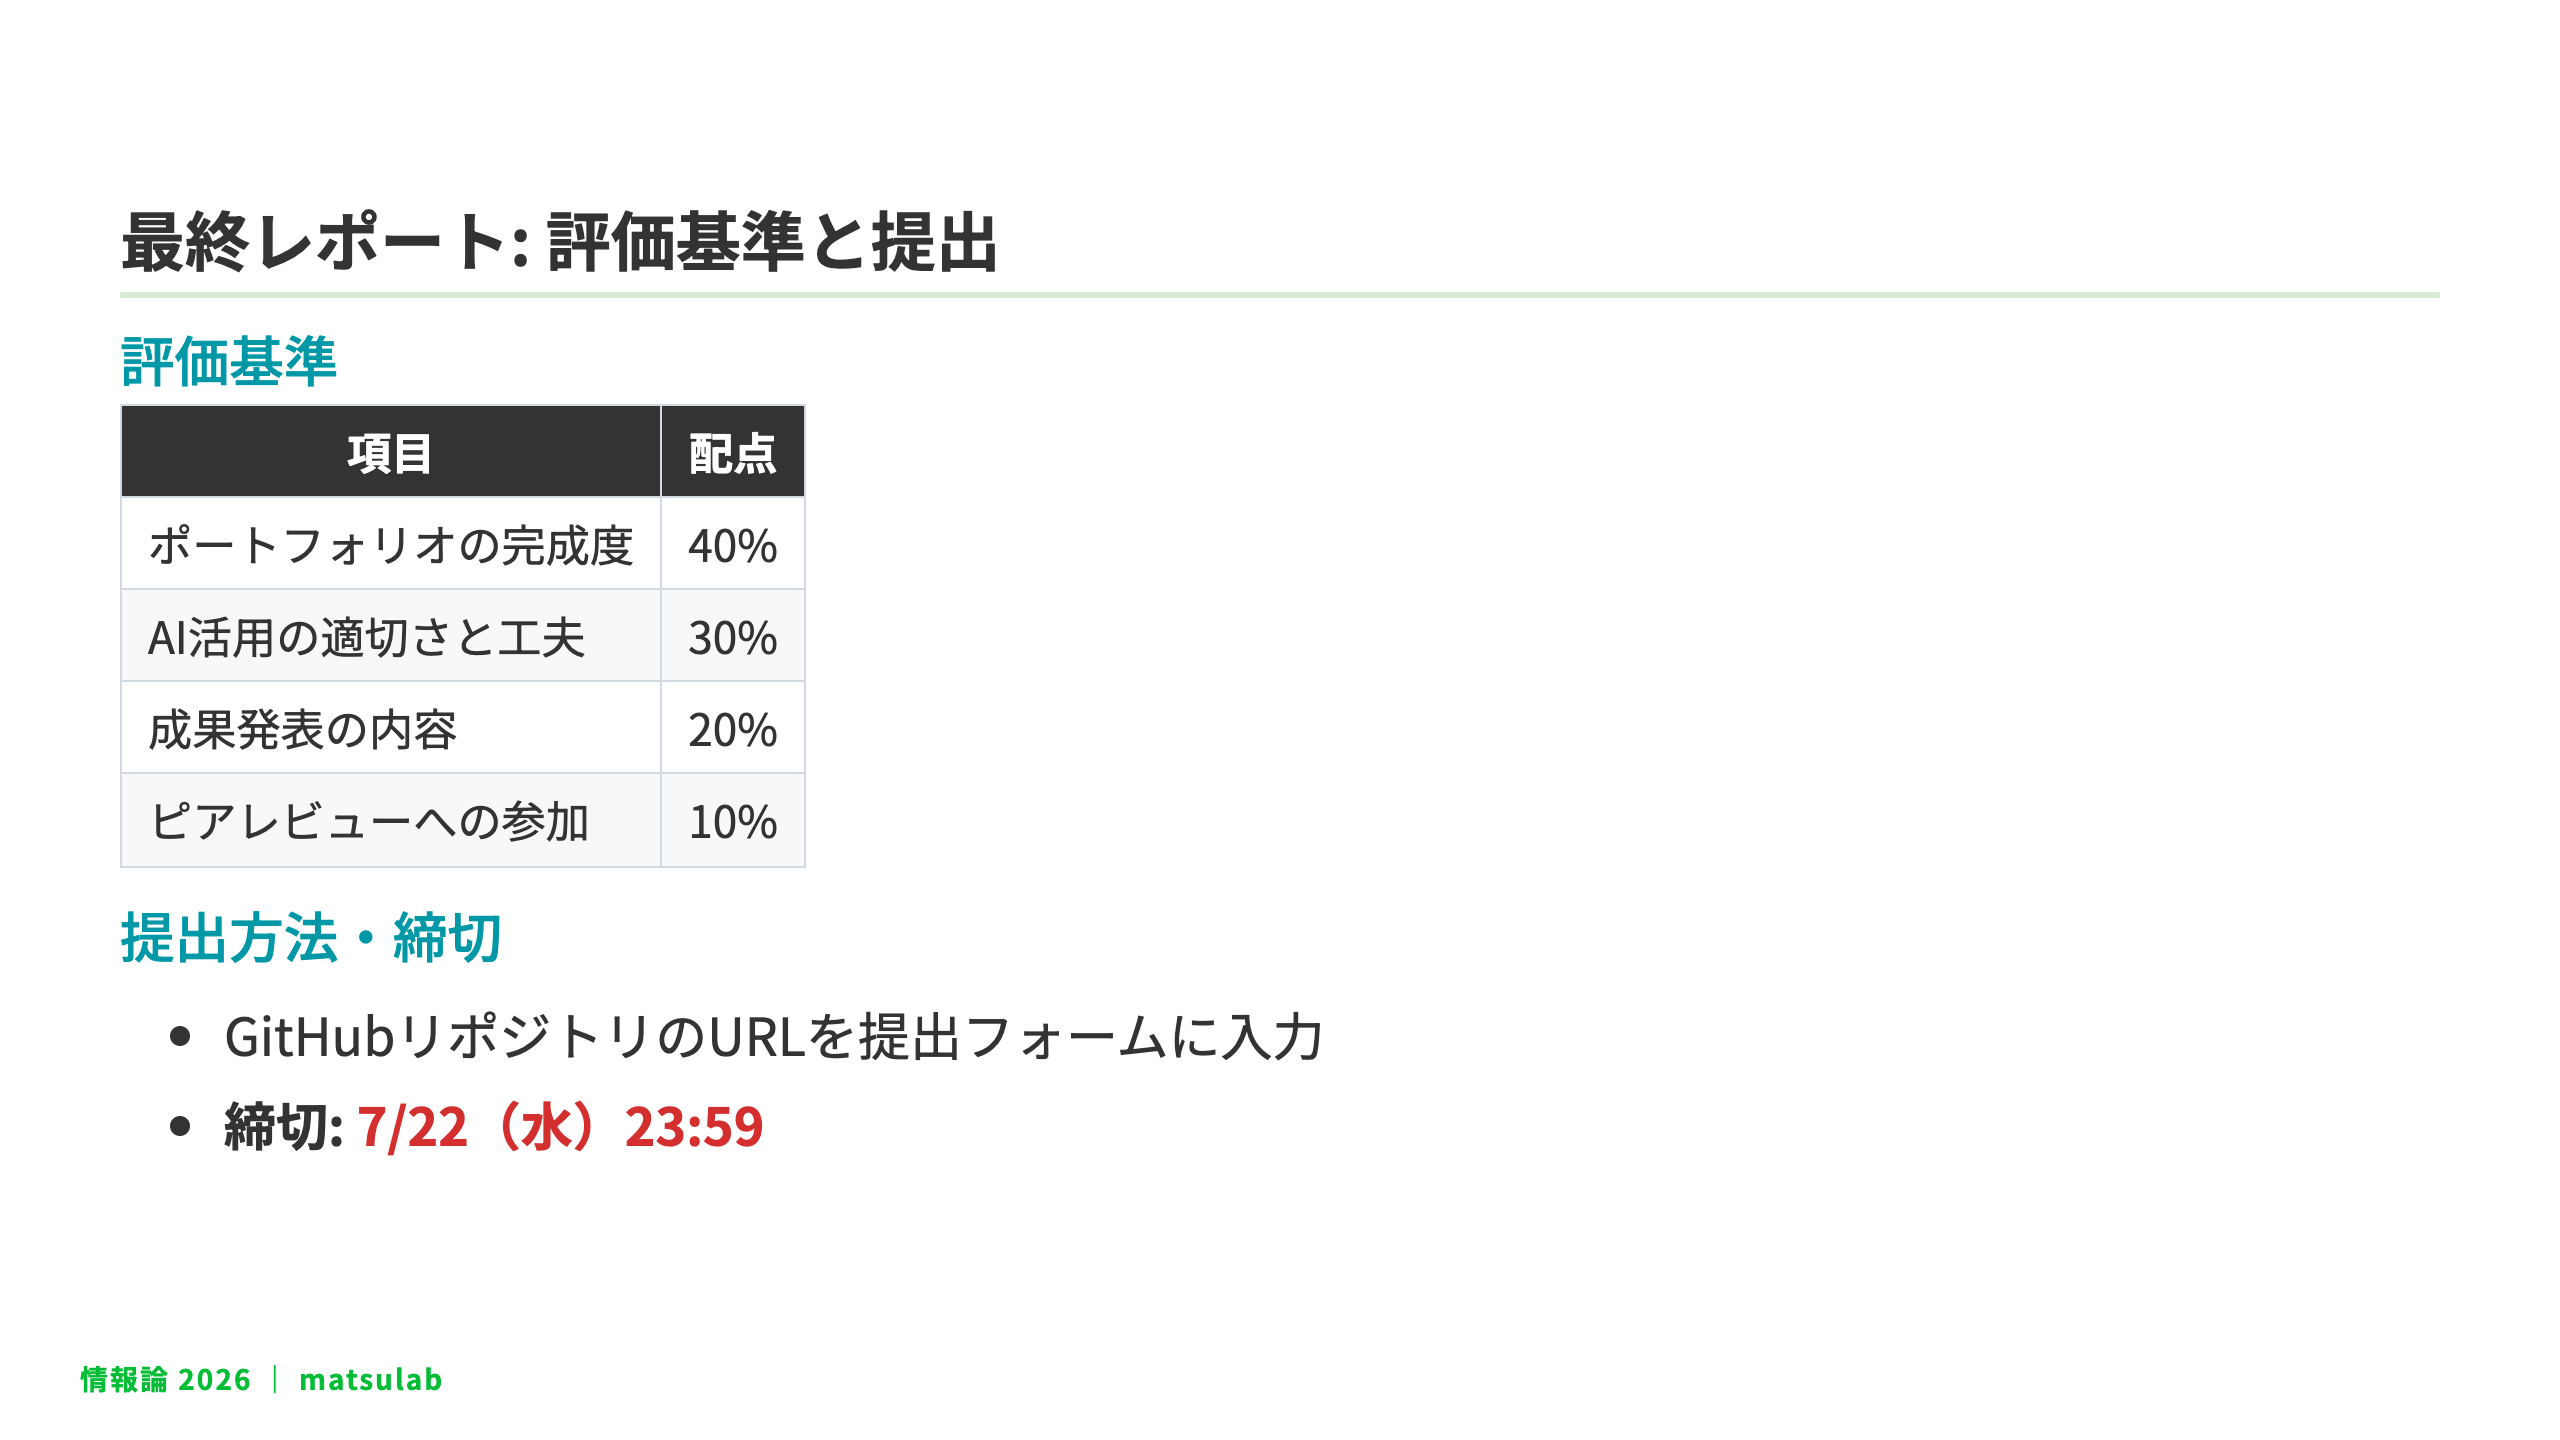 最終レポート: 評価基準と提出
評価基準
項目 配点
ポートフォリオの完成度 40%
AI活用の適切さと工夫 30%
成果発表の内容 20%
ピアレビューへの参加 10%
提出方法・締切
• GitHubリポジトリのURLを提出フォームに入力
• 締切: 7/22（水）23:59
情報論 2026 ｜ matsulab